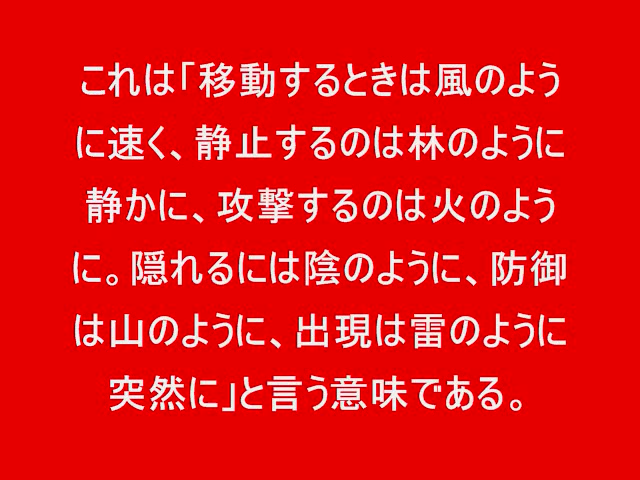 これは「移動するときは風のよう
に速く、静止するのは林のように
静かに、攻撃するのは火のよう
に。隠れるには陰のように、防御
は山のように、出現は雷のように
突然に」と言う意味である。